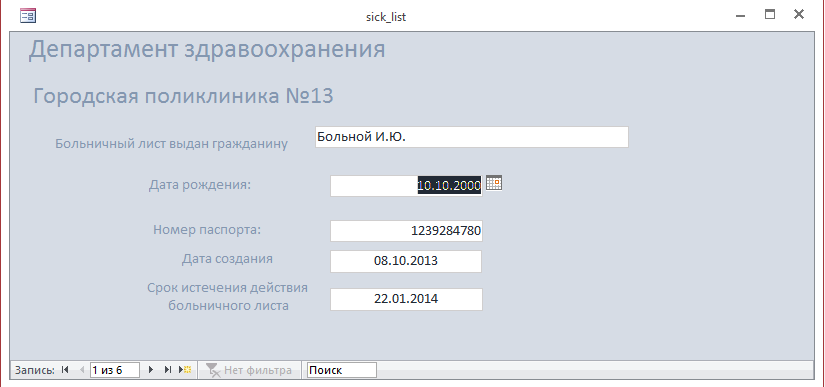 sick_list
Департамент здравоохранения
Городская поликлиника №13
Больничный лист выдан гражданину Больной И.Ю.
Дата рождения: 10.10.2000
Номер паспорта: 1239284780
Дата создания 08.10.2013
Срок истечения действия
больничного листа 22.01.2014
Запись: 1 из 6 Нет фильтра Поиск